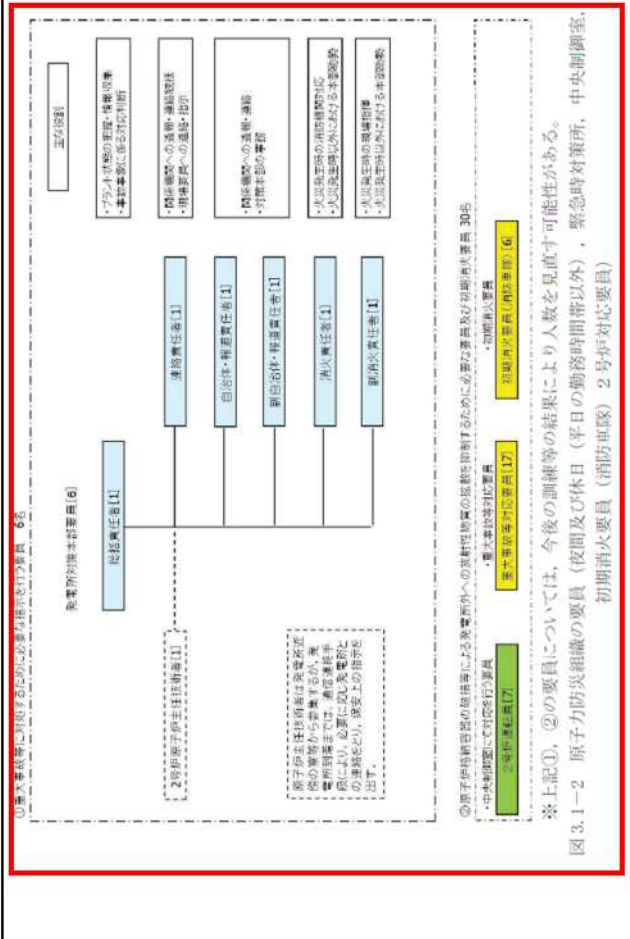 ①重大事故等に対処するために必要な指示を行う要員 6名
発電所対策本部要員[6]
主な役割
総括責任者[1]
・プラント状態の把握・情報収集
・事故事象に係る対応判断
2号炉原子炉主任技術者[1]
連絡責任者[1]
・関係機関への通報・連絡統括
・現場要員への連絡・指示
自治体・報道責任者[1]
副自治体・報道責任者[1]
・関係機関への通報・連絡
・対策本部の事務
消火責任者[1]
・火災発生時の消防機関対応
・火災発生時以外における本部助勢
副消火責任者[1]
・火災発生時の現場指揮
・火災発生時以外における本部助勢
原子炉主任技術者は発電所近
傍の寮等から参集するが、発
電所到着までは、通信連絡手
段により、必要に応じ発電所と
の連絡をとり、保安上の指示を
出す。
②原子炉格納容器の破損等による発電所外への放射性物質の拡散を抑制するために必要な要員及び初期消火要員 30名
・中央制御室にて対応を行う要員
2号炉運転員[7]
・重大事故等対応要員
重大事故等対応要員[17]
・初期消火要員
初期消火要員(消防車隊)[6]
※上記①，②の要員については，今後の訓練等の結果により人数を見直す可能性がある。
図3.1－2 原子力防災組織の要員（夜間及び休日（平日の勤務時間帯以外），緊急時対策所，中央制御室，
初期消火要員（消防車隊） 2号炉対応要員）